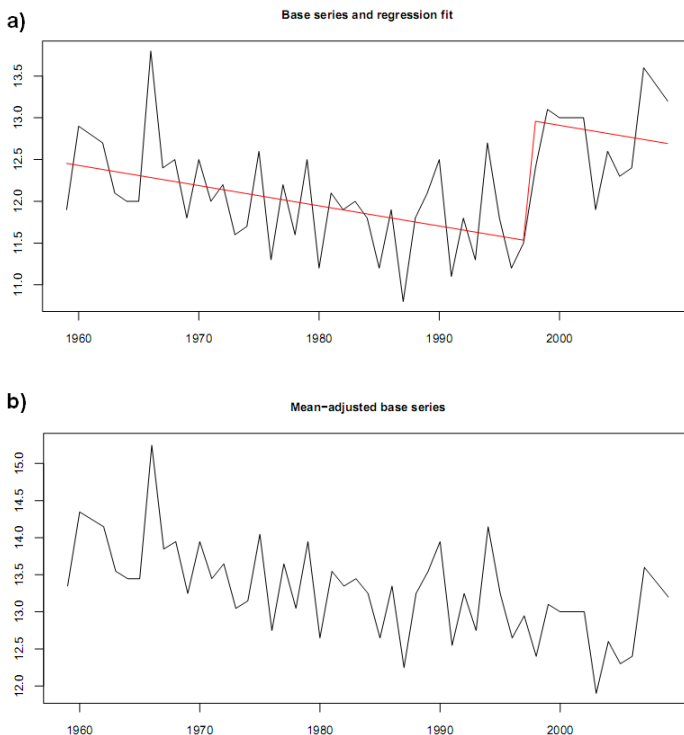 a)
Base series and regression fit
13.5
13.0
12.5
12.0
11.5
11.0
1960 1970 1980 1990 2000
b)
Mean−adjusted base series
15.0
14.5
14.0
13.5
13.0
12.5
12.0
1960 1970 1980 1990 2000